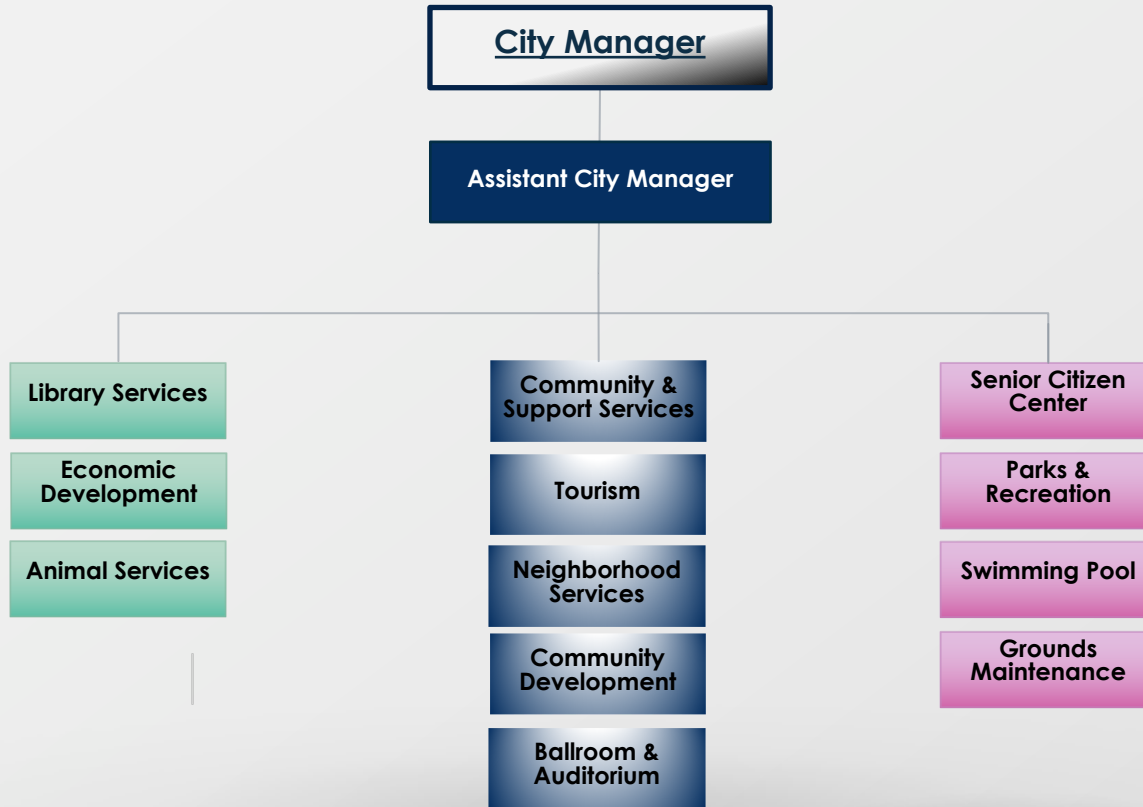 City Manager
Assistant City Manager
Library Services
Economic
Development
Animal Services
Community &
Support Services
Tourism
Neighborhood
Services
Community
Development
Ballroom &
Auditorium
Senior Citizen
Center
Parks &
Recreation
Swimming Pool
Grounds
Maintenance